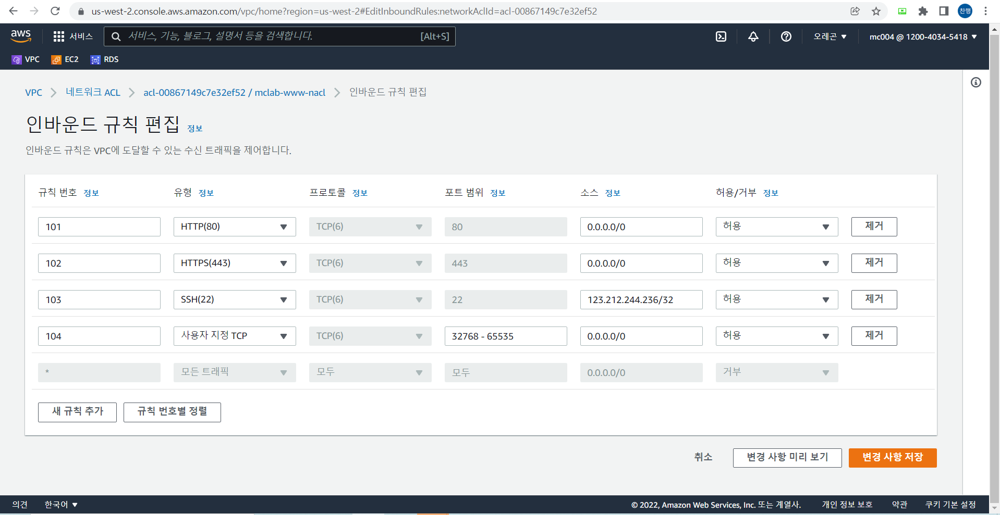 us-west-2.console.aws.amazon.com/vpc/home?region=us-west-2#EditInboundRules:networkAclId=acl-00867149c7e32ef52
찬행
aws 서비스 서비스, 기능, 블로그, 설명서 등을 검색합니다. [Alt+S] 오레곤 ▼ mc004 @ 1200-4034-5418 ▼
VPC EC2 RDS
VPC > 네트워크 ACL > acl-00867149c7e32ef52 / mclab-www-nacl > 인바운드 규칙 편집
인바운드 규칙 편집 정보
인바운드 규칙은 VPC에 도달할 수 있는 수신 트래픽을 제어합니다.
규칙 번호 정보 유형 정보 프로토콜 정보 포트 범위 정보 소스 정보 허용/거부 정보
101 HTTP(80) TCP(6) 80 0.0.0.0/0 허용 제거
102 HTTPS(443) TCP(6) 443 0.0.0.0/0 허용 제거
103 SSH(22) TCP(6) 22 123.212.244.236/32 허용 제거
104 사용자 지정 TCP TCP(6) 32768 - 65535 0.0.0.0/0 허용 제거
* 모든 트래픽 모두 모두 0.0.0.0/0 거부
새 규칙 추가 규칙 번호별 정렬
취소 변경 사항 미리 보기 변경 사항 저장
의견 한국어 ▼ © 2022, Amazon Web Services, Inc. 또는 계열사. 개인 정보 보호 약관 쿠키 기본 설정